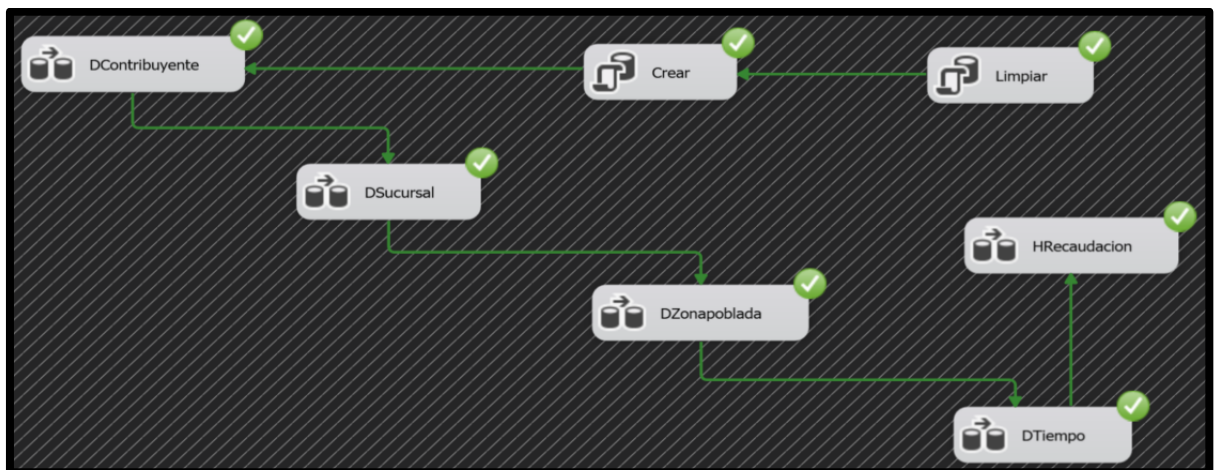 DContribuyente
Crear
Limpiar
DSucursal
HRecaudacion
DZonapoblada
DTiempo